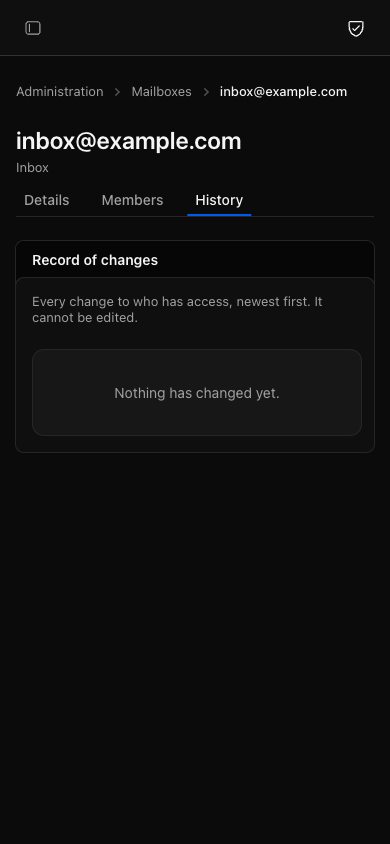 Administration > Mailboxes > inbox@example.com
inbox@example.com
Inbox
Details Members History
Record of changes
Every change to who has access, newest first. It
cannot be edited.
Nothing has changed yet.